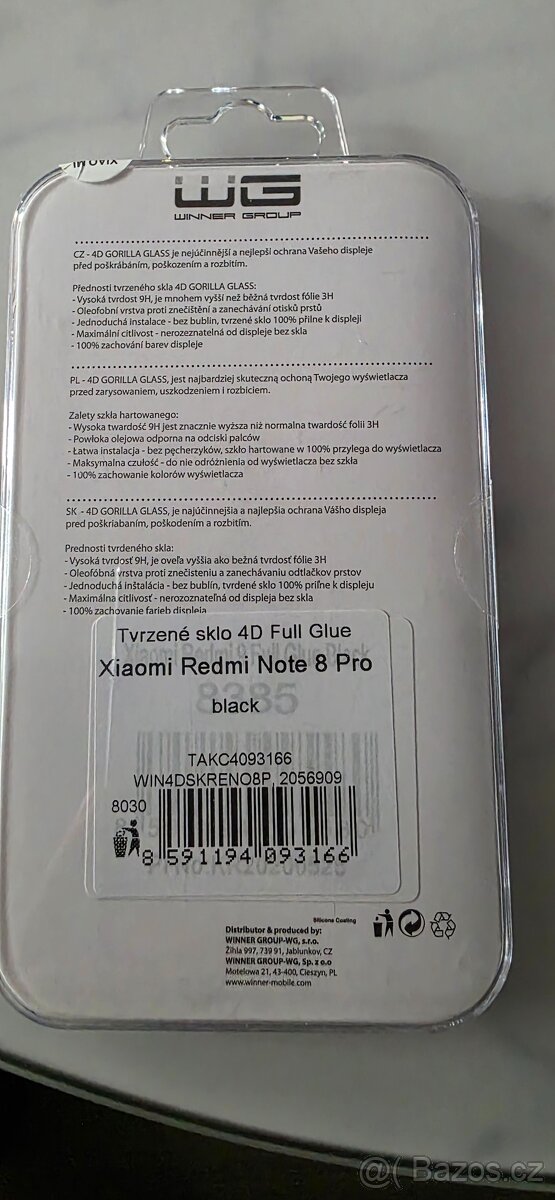 WG
WINNER GROUP
CZ - 4D GORILLA GLASS je nejúčinnější a nejlepší ochrana Vašeho displeje
před poškrábáním, poškozením a rozbitím.
Přednosti tvrzeného skla 4D GORILLA GLASS:
- Vysoká tvrdost 9H, je mnohem vyšší než běžná tvrdost fólie 3H
- Oleofobní vrstva proti znečištění a zanechávání otisků prstů
- Jednoduchá instalace - bez bublin, tvrzené sklo 100% přilne k displeji
- Maximální citlivost - nerozeznatelná od displeje bez skla
- 100% zachování barev displeje
PL - 4D GORILLA GLASS, jest najbardziej skuteczną ochoną Twojego wyświetlacza
przed zarysowaniem, uszkodzeniem i rozbiciem.
Zalety szkła hartowanego:
- Wysoka twardość 9H jest znacznie wyższa niż normalna twardość folii 3H
- Powłoka olejowa odporna na odciski palców
- Łatwa instalacja - bez pęcherzyków, szkło hartowane w 100% przylega do wyświetlacza
- Maksymalna czułość - do nie odróżnienia od wyświetlacza bez szkła
- 100% zachowanie kolorów wyświetlacza
SK - 4D GORILLA GLASS, je najúčinnejšia a najlepšia ochrana Vášho displeja
pred poškriabaním, poškodením a rozbitím.
Prednosti tvrdeného skla:
- Vysoká tvrdosť 9H, je oveľa vyššia ako bežná tvrdosť fólie 3H
- Oleofóbná vrstva proti znečisteniu a zanechávaniu odtlačkov prstov
- Jednoduchá inštalácia - bez bublín, tvrdené sklo 100% priľne k displeju
- Maximálna citlivosť - nerozoznateľná od displeja bez skla
- 100% zachovanie farieb displeja
Tvrzené sklo 4D Full Glue
Xiaomi Redmi Note 8 Pro
8385
black
TAKC4093166
WIN4DSKRENO8P 2056909
8030
8 591194 093166
Silicone Coating
Distributor & produced by:
WINNER GROUP-WG, s.r.o.
Žihla 997, 739 91, Jablunkov, CZ
WINNER GROUP-WG, Sp. z o.o
Motelowa 21, 43-400, Cieszyn, PL
www.winner-mobile.com
@( Bazos.cz